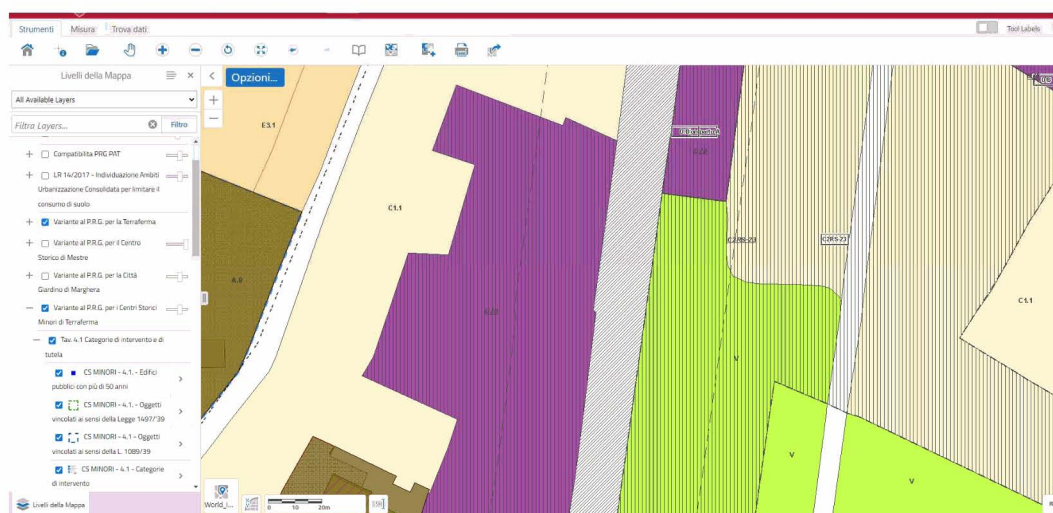 Strumenti Misura Trova dati Tool Labels
Livelli della Mappa
Opzioni...
All Available Layers
Filtra Layers... Filtro
Compatibilita PRG PAT
LR 14/2017 - Individuazione Ambiti
Urbanizzazione Consolidata per limitare il
consumo di suolo
Variante al P.R.G. per la Terraferma
Variante al P.R.G. per il Centro
Storico di Mestre
Variante al P.R.G. per la Città
Giardino di Marghera
Variante al P.R.G. per i Centri Storici
Minori di Terraferma
Tav. 4.1 Categorie di intervento e di
tutela
CS MINORI - 4.1. - Edifici
pubblici con più di 50 anni
CS MINORI - 4.1. - Oggetti
vincolati ai sensi della Legge 1497/'39
CS MINORI - 4.1 - Oggetti
vincolati ai sensi della L. 1089/39
CS MINORI - 4.1 - Categorie
di intervento
Livelli della Mappa
E3.1
C1.1
A.9
C2RS-23
C2RS-23
C1.1
V
V
V
World_I...
0 10 20m